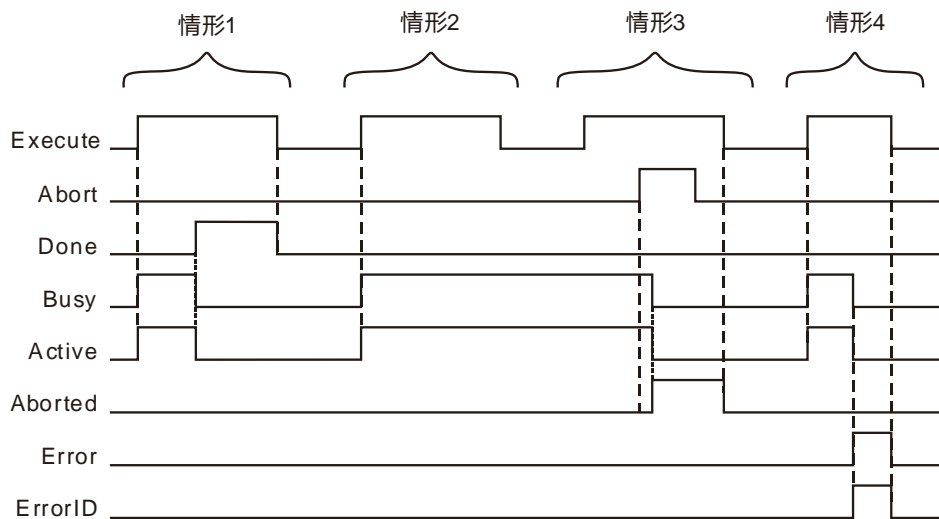 情形1 情形2 情形3 情形4
Execute
Abort
Done
Busy
Active
Aborted
Error
ErrorID